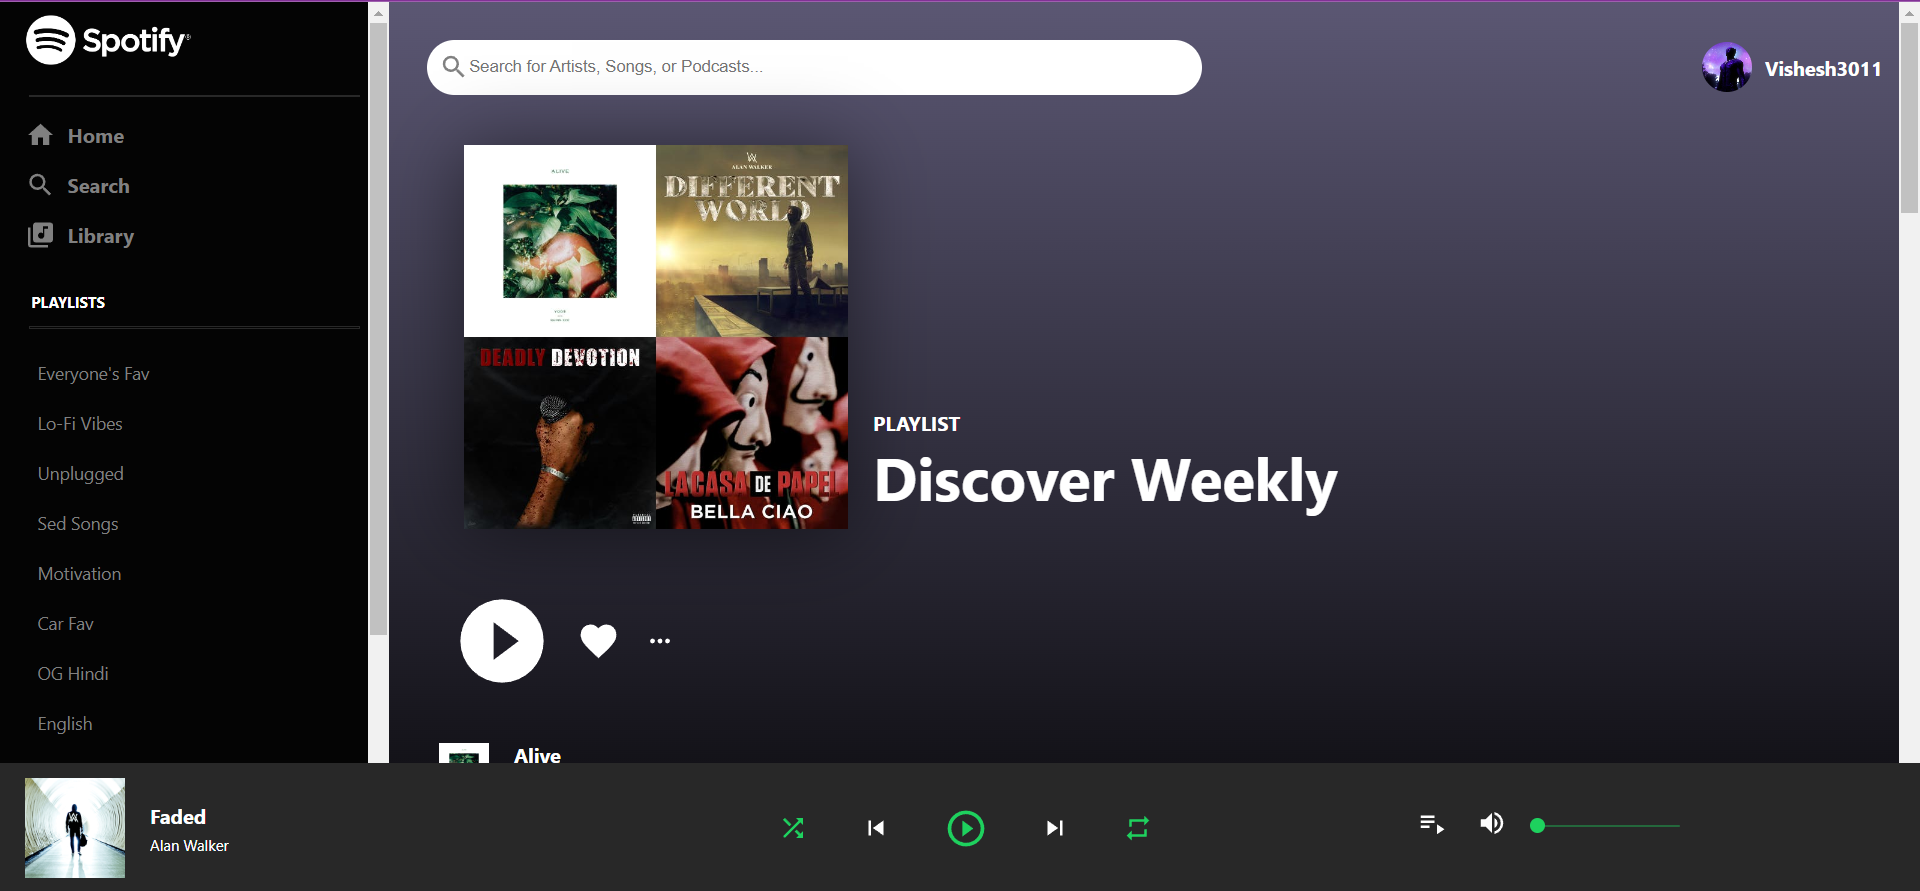 Spotify®
Search for Artists, Songs, or Podcasts...
Vishesh3011
Home
Search
Library
PLAYLISTS
Everyone's Fav
Lo-Fi Vibes
Unplugged
Sed Songs
Motivation
Car Fav
OG Hindi
English
ALIVE
ALAN WALKER
DIFFERENT
WORLD
DEADLY DEVOTION
LA CASA DE PAPEL
BELLA CIAO
PLAYLIST
Discover Weekly
Alive
Faded
Alan Walker